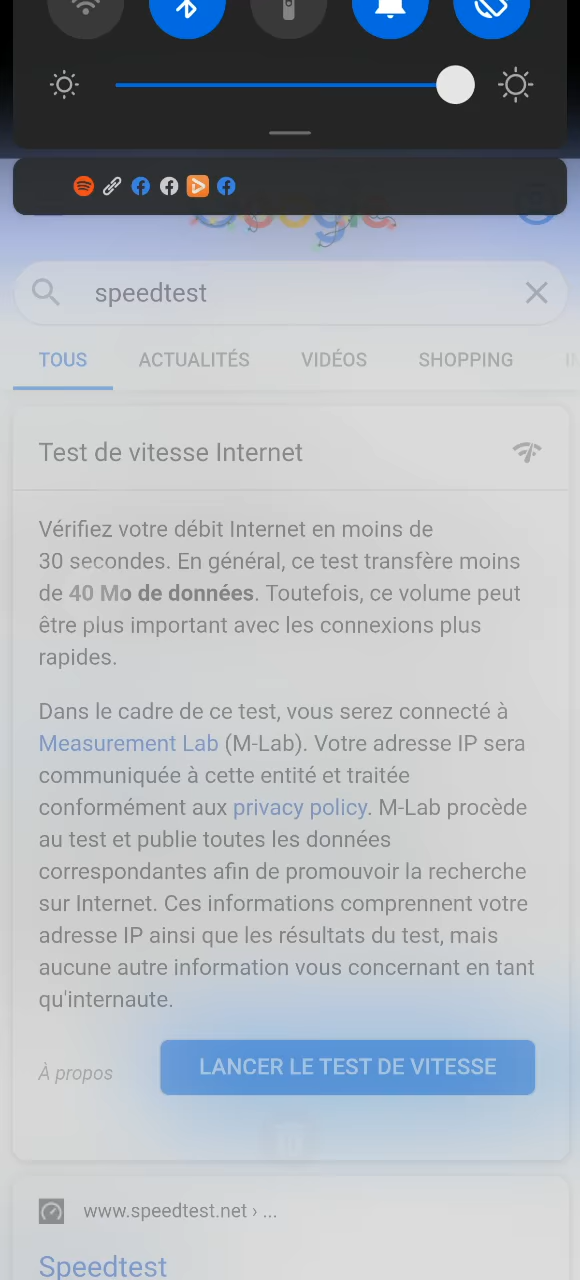 Google
speedtest
TOUS ACTUALITÉS VIDÉOS SHOPPING
Test de vitesse Internet
Vérifiez votre débit Internet en moins de
30 secondes. En général, ce test transfère moins
de 40 Mo de données. Toutefois, ce volume peut
être plus important avec les connexions plus
rapides.
Dans le cadre de ce test, vous serez connecté à
Measurement Lab (M-Lab). Votre adresse IP sera
communiquée à cette entité et traitée
conformément aux privacy policy. M-Lab procède
au test et publie toutes les données
correspondantes afin de promouvoir la recherche
sur Internet. Ces informations comprennent votre
adresse IP ainsi que les résultats du test, mais
aucune autre information vous concernant en tant
qu'internaute.
À propos
LANCER LE TEST DE VITESSE
www.speedtest.net › ...
Speedtest